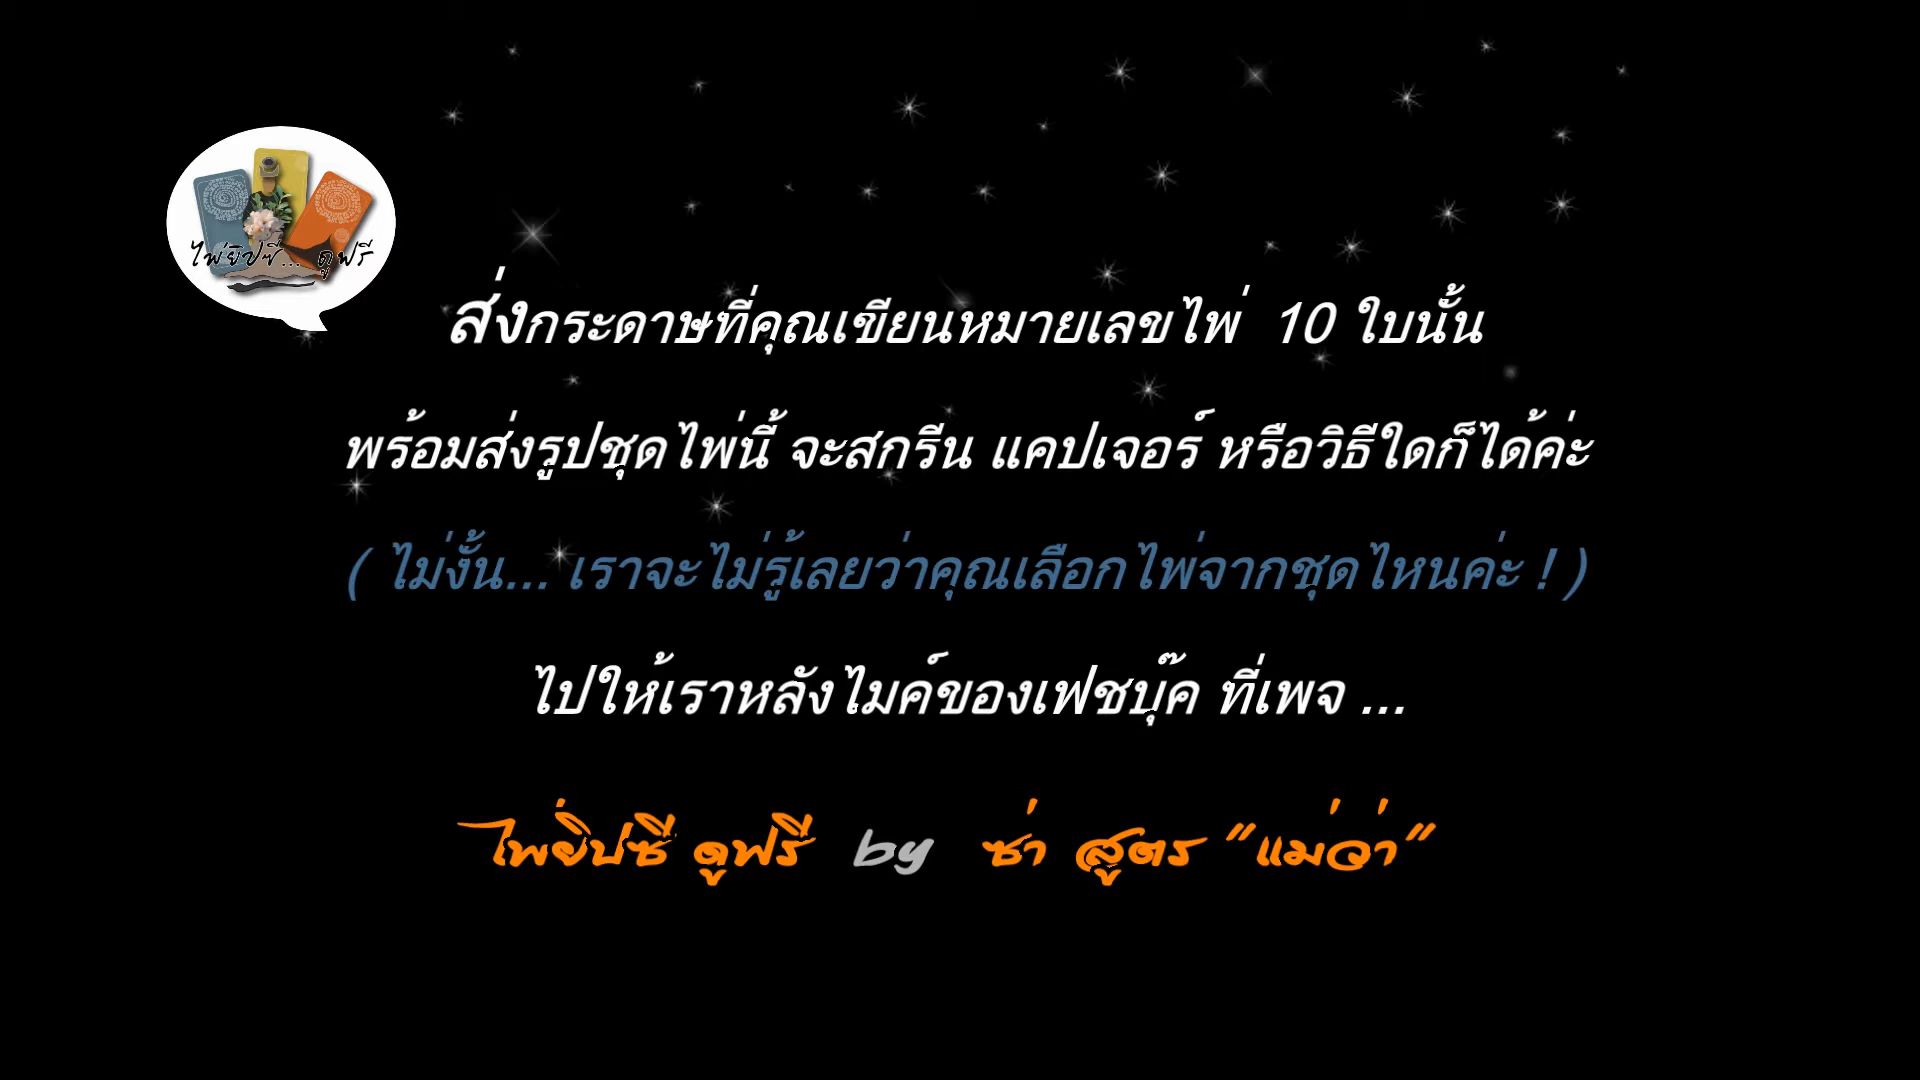 ไพ่ยิปซี... ดูฟรี
ส่งกระดาษที่คุณเขียนหมายเลขไพ่ 10 ใบนั้น
พร้อมส่งรูปชุดไพ่นี้ จะสกรีน แคปเจอร์ หรือวิธีใดก็ได้ค่ะ
( ไม่งั้น... เราจะไม่รู้เลยว่าคุณเลือกไพ่จากชุดไหนค่ะ ! )
ไปให้เราหลังไมค์ของเฟชบุ๊ค ที่เพจ ...
ไพ่ยิปซี ดูฟรี by ซ่า สูตร "แม่ว่า"